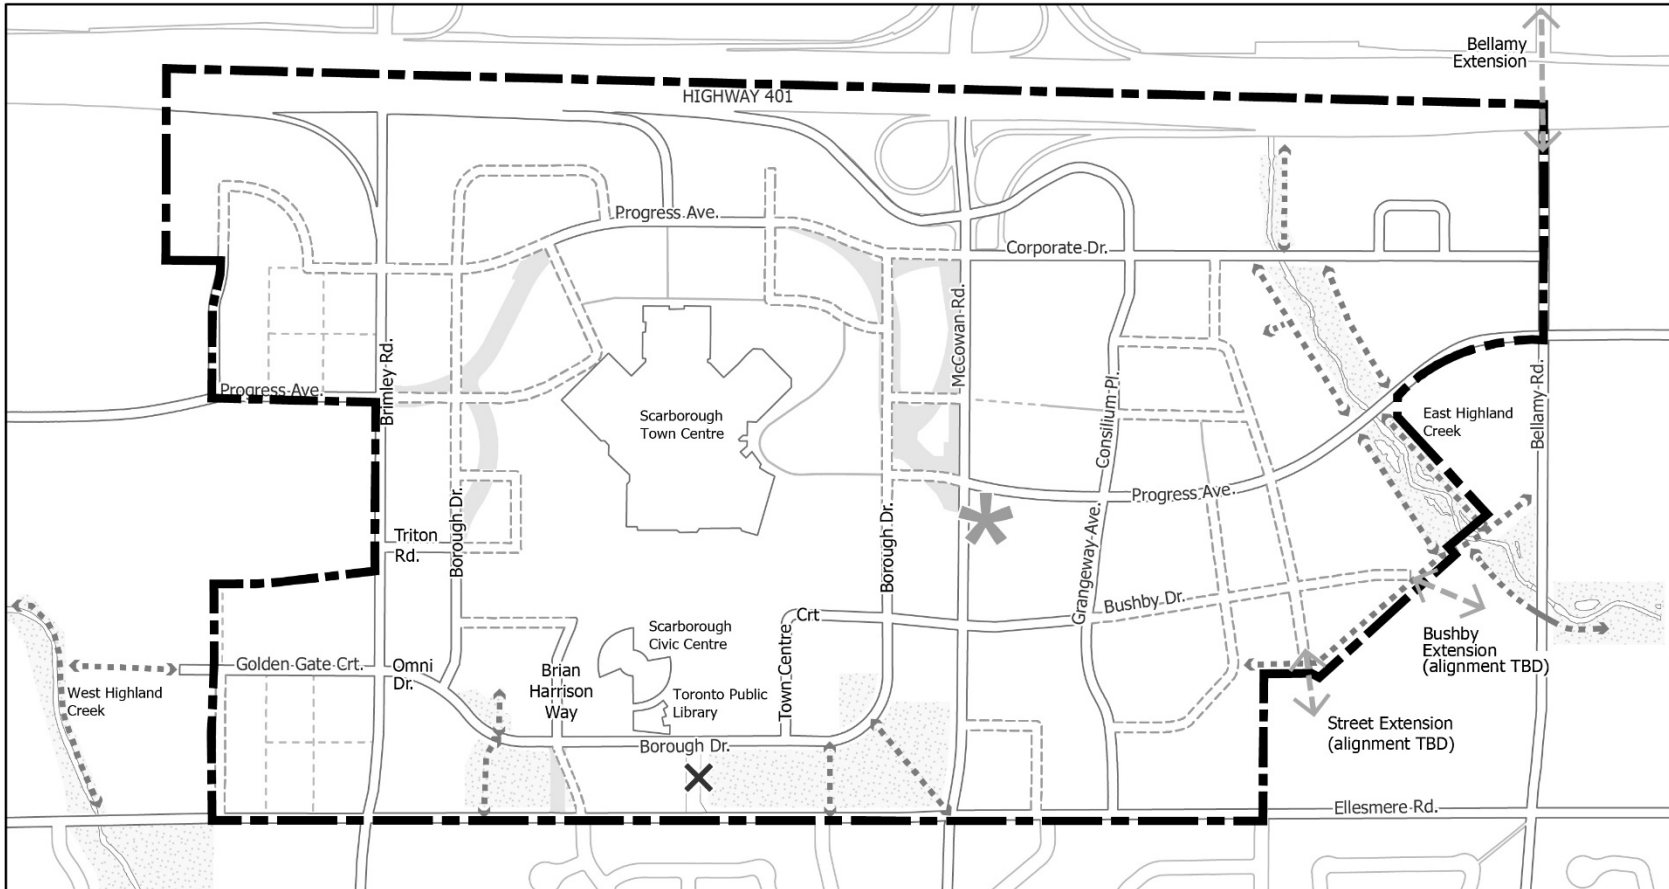 Bellamy
Extension
HIGHWAY 401
Progress Ave.
Corporate Dr.
McCowan Rd.
Brimley Rd.
Progress Ave.
Consilium Pl.
Bellamy Rd.
Scarborough
Town Centre
East Highland
Creek
Progress Ave.
Borough Dr.
Borough Dr.
Triton
Rd.
Grangeway Ave.
Bushby Dr.
Crt
Town Centre
Scarborough
Civic Centre
Golden Gate Crt.
Omni
Dr.
Brian
Harrison
Way
Toronto Public
Library
West Highland
Creek
Bushby
Extension
(alignment TBD)
Street Extension
(alignment TBD)
Borough Dr.
Ellesmere Rd.